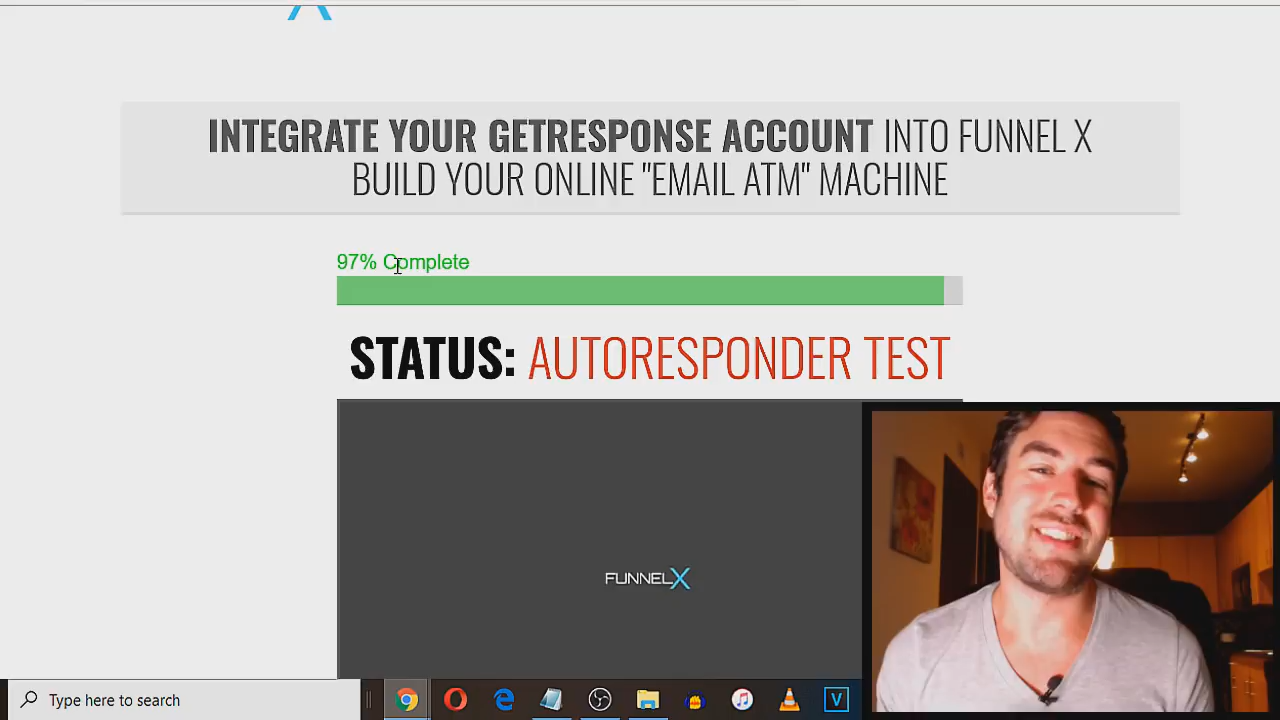 INTEGRATE YOUR GETRESPONSE ACCOUNT INTO FUNNEL X
BUILD YOUR ONLINE "EMAIL ATM" MACHINE
97% Complete
STATUS: AUTORESPONDER TEST
FUNNELX
Type here to search
V